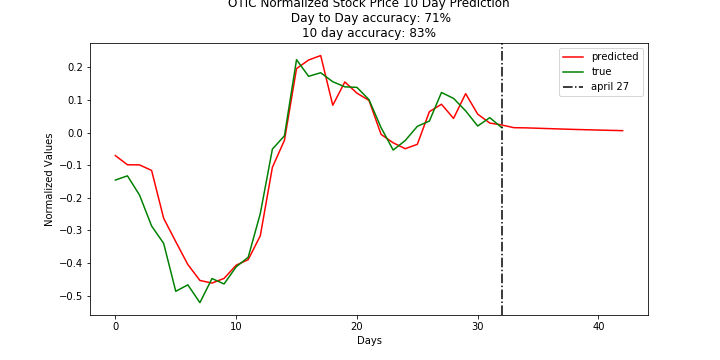 OTIC Normalized Stock Price 10 Day Prediction
Day to Day accuracy: 71%
10 day accuracy: 83%
predicted
true
april 27
Normalized Values
0.2
0.1
0.0
−0.1
−0.2
−0.3
−0.4
−0.5
0
10
20
30
40
Days